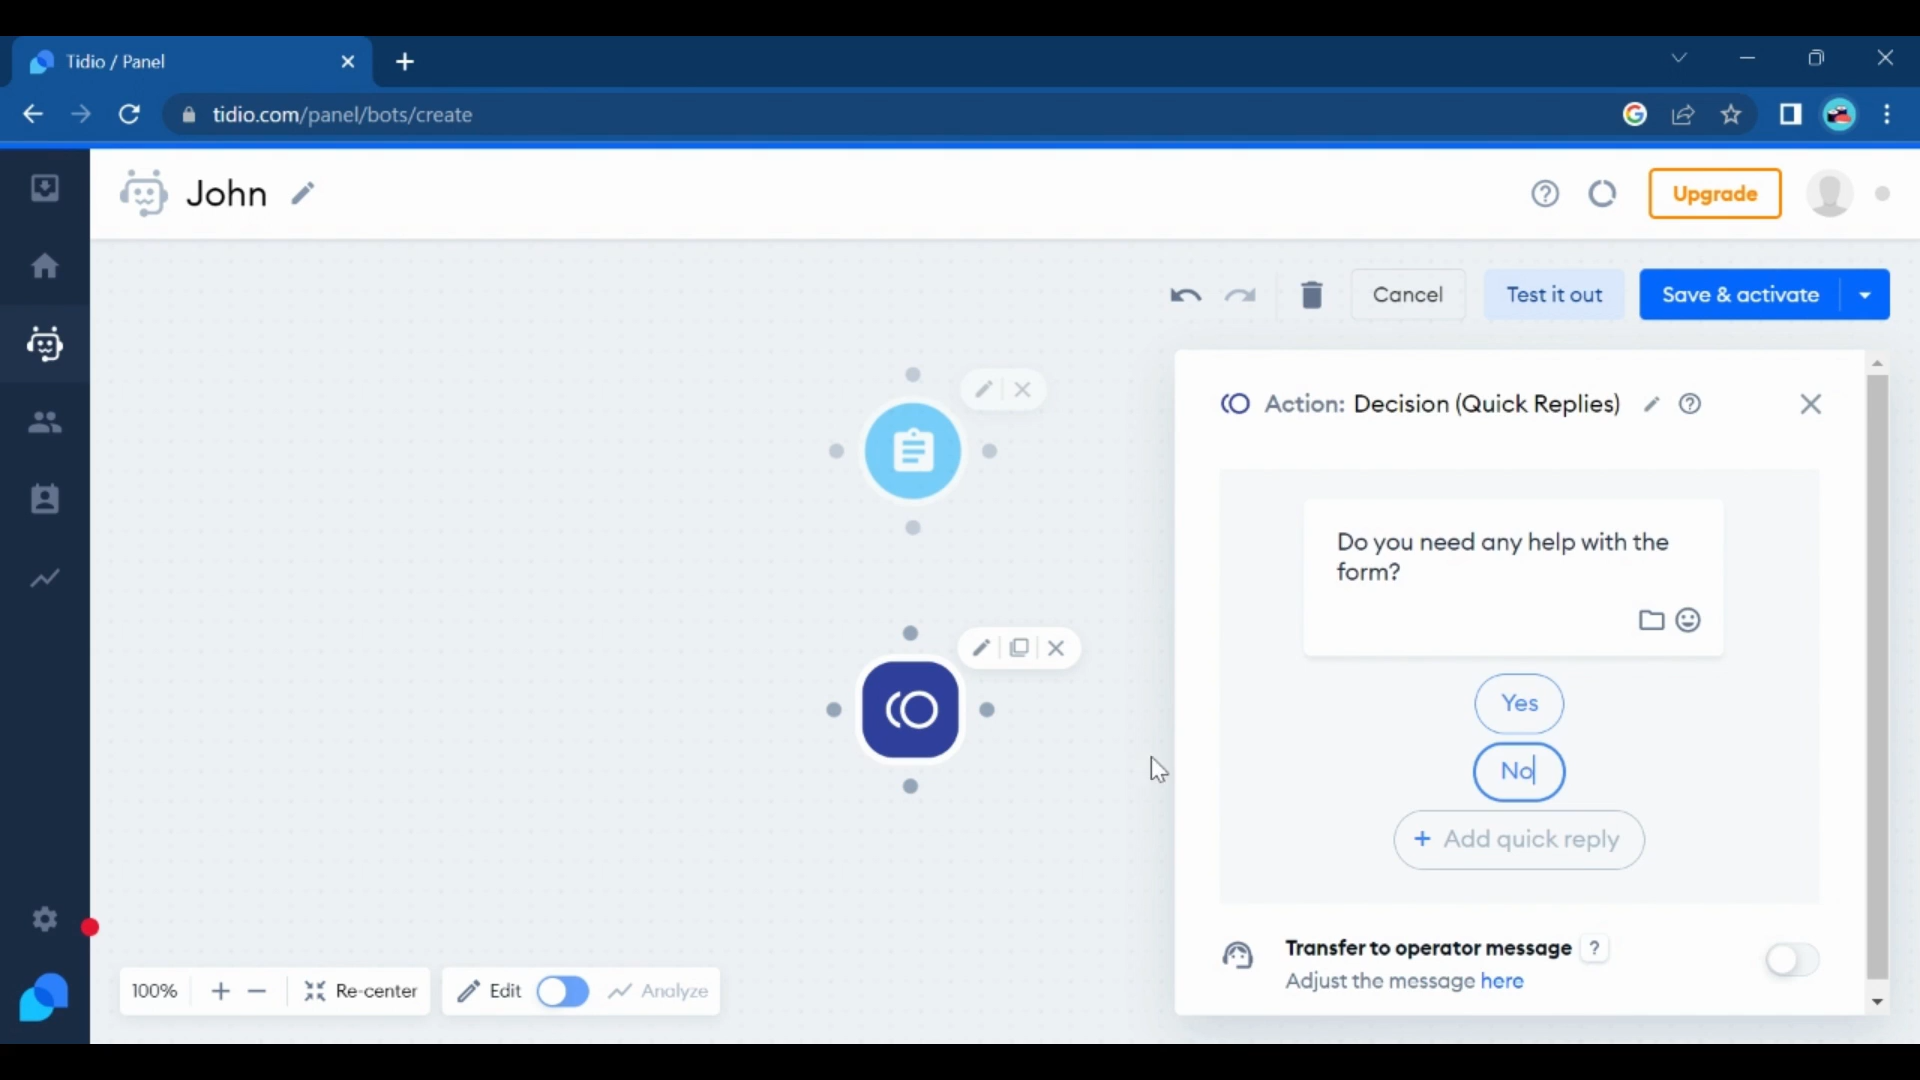 Tidio / Panel
tidio.com/panel/bots/create
John
Upgrade
Cancel
Test it out
Save & activate
Action: Decision (Quick Replies)
Do you need any help with the
form?
Yes
No
+ Add quick reply
Transfer to operator message ?
Adjust the message here
100%
Re-center
Edit
Analyze